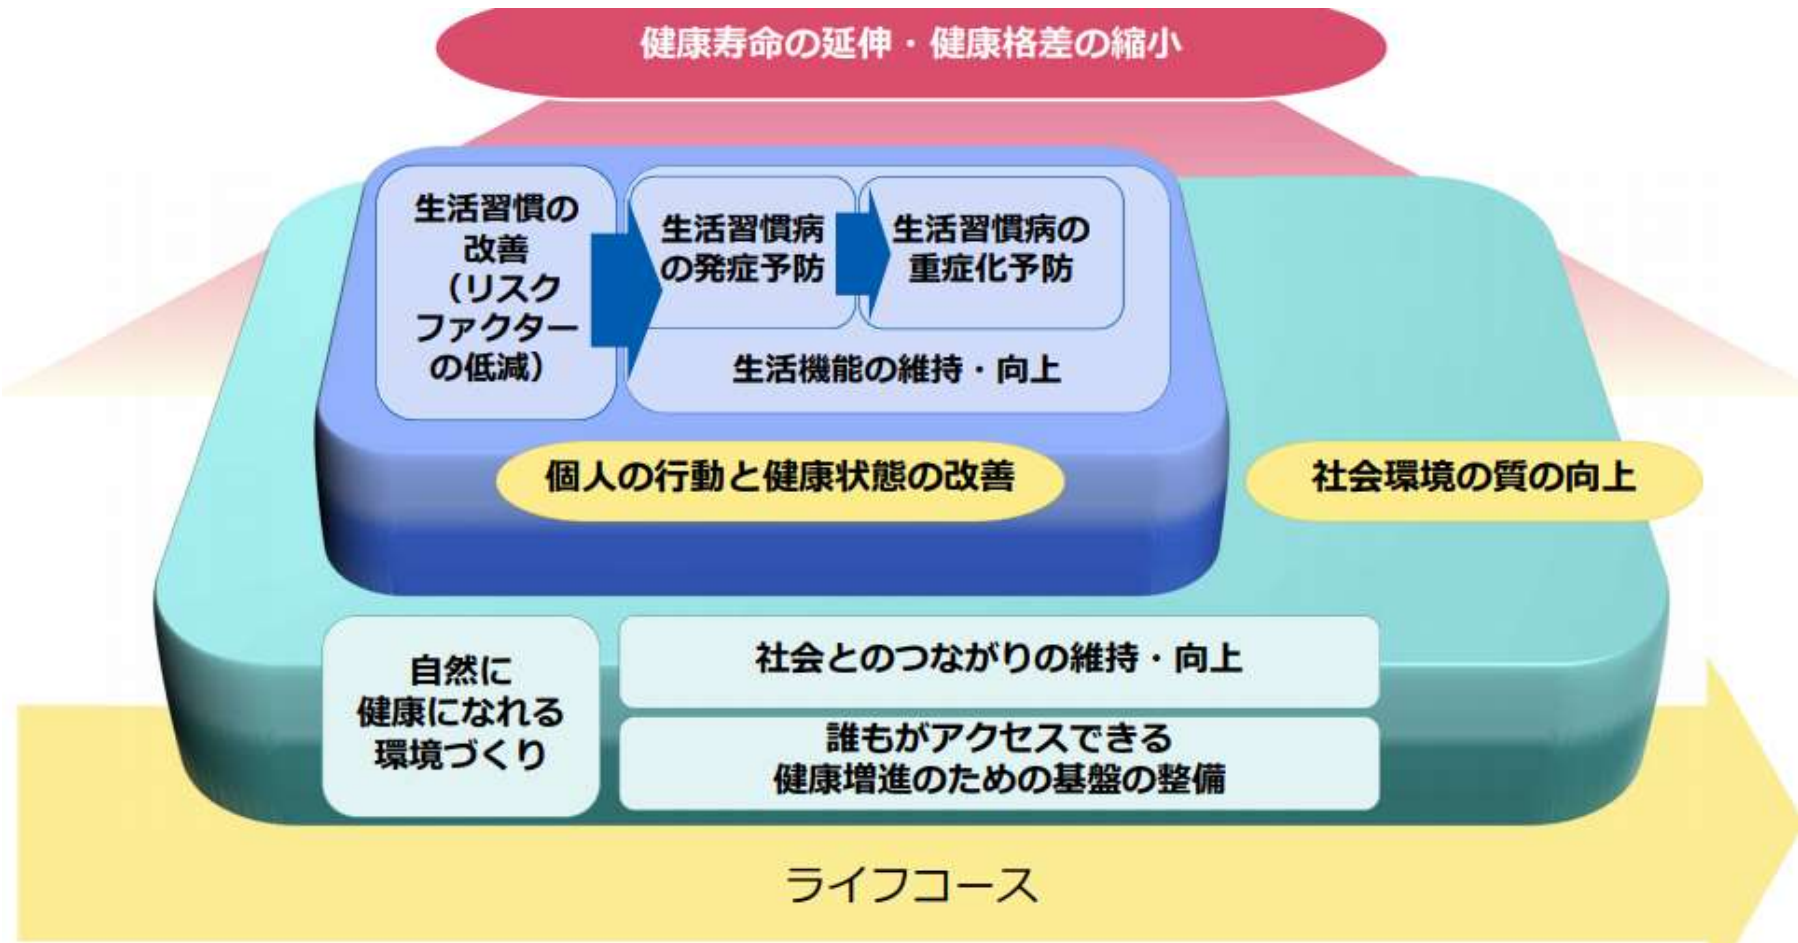 健康寿命の延伸・健康格差の縮小
生活習慣の
改善
（リスク
ファクター
の低減）
生活習慣病
の発症予防
生活習慣病の
重症化予防
生活機能の維持・向上
個人の行動と健康状態の改善
社会環境の質の向上
自然に
健康になれる
環境づくり
社会とのつながりの維持・向上
誰もがアクセスできる
健康増進のための基盤の整備
ライフコース